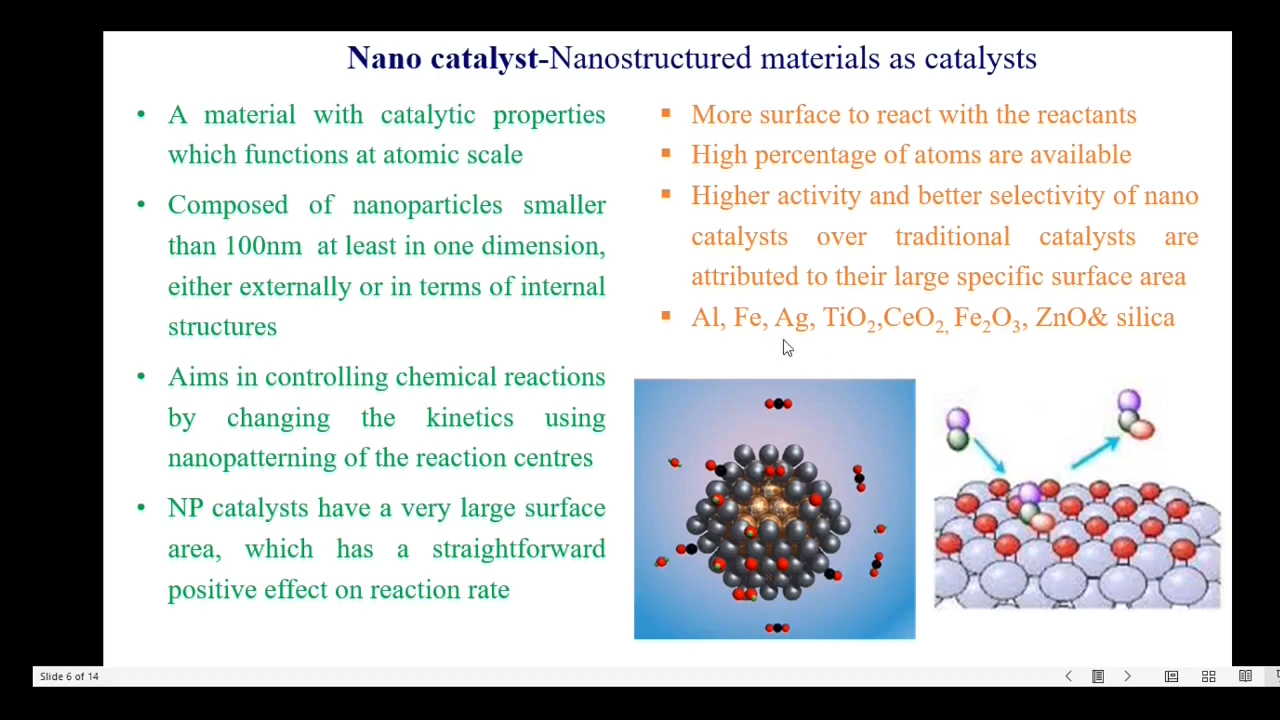 Nano catalyst-Nanostructured materials as catalysts
• A material with catalytic properties
which functions at atomic scale
• Composed of nanoparticles smaller
than 100nm at least in one dimension,
either externally or in terms of internal
structures
• Aims in controlling chemical reactions
by changing the kinetics using
nanopatterning of the reaction centres
• NP catalysts have a very large surface
area, which has a straightforward
positive effect on reaction rate
▪ More surface to react with the reactants
▪ High percentage of atoms are available
▪ Higher activity and better selectivity of nano
catalysts over traditional catalysts are
attributed to their large specific surface area
▪ Al, Fe, Ag, TiO₂,CeO₂, Fe₂O₃, ZnO& silica
Slide 6 of 14